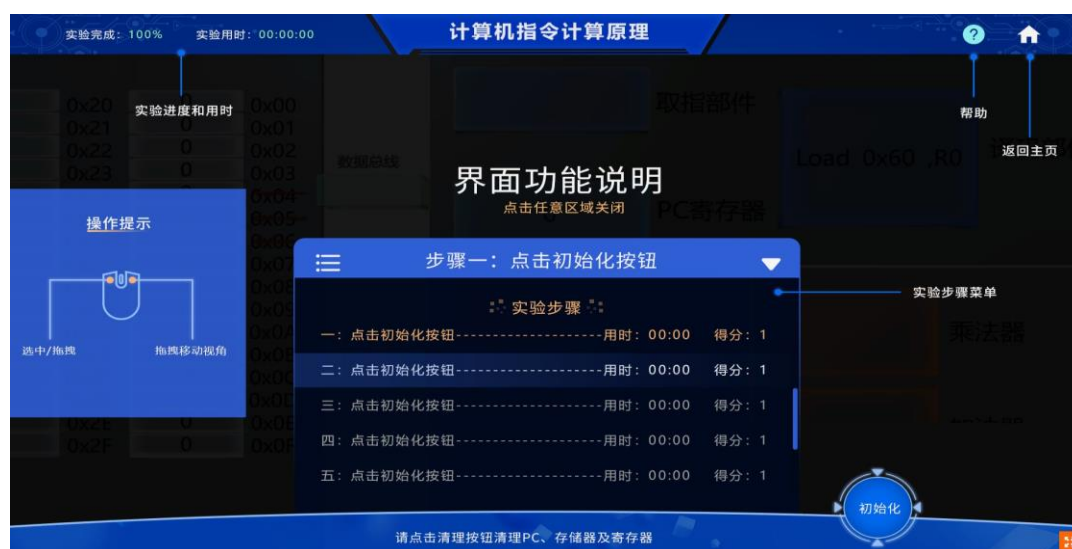 实验完成：100% 实验用时：00:00:00
计算机指令计算原理
?
实验进度和用时
帮助
返回主页
0x20 0 0x00
0x21 0 0x01
0x22 0 0x02
0x23 0 0x03
0x04
0x05
数据总线
取指部件
Load 0x60 ,R0
PC寄存器
界面功能说明
点击任意区域关闭
操作提示
选中/拖拽
拖拽移动视角
步骤一：点击初始化按钮
实验步骤菜单
实验步骤
一：点击初始化按钮--------------------用时：00:00 得分：1
二：点击初始化按钮--------------------用时：00:00 得分：1
三：点击初始化按钮--------------------用时：00:00 得分：1
四：点击初始化按钮--------------------用时：00:00 得分：1
五：点击初始化按钮--------------------用时：00:00 得分：1
乘法器
0x2E 0
0x2F 0
初始化
请点击清理按钮清理PC、存储器及寄存器